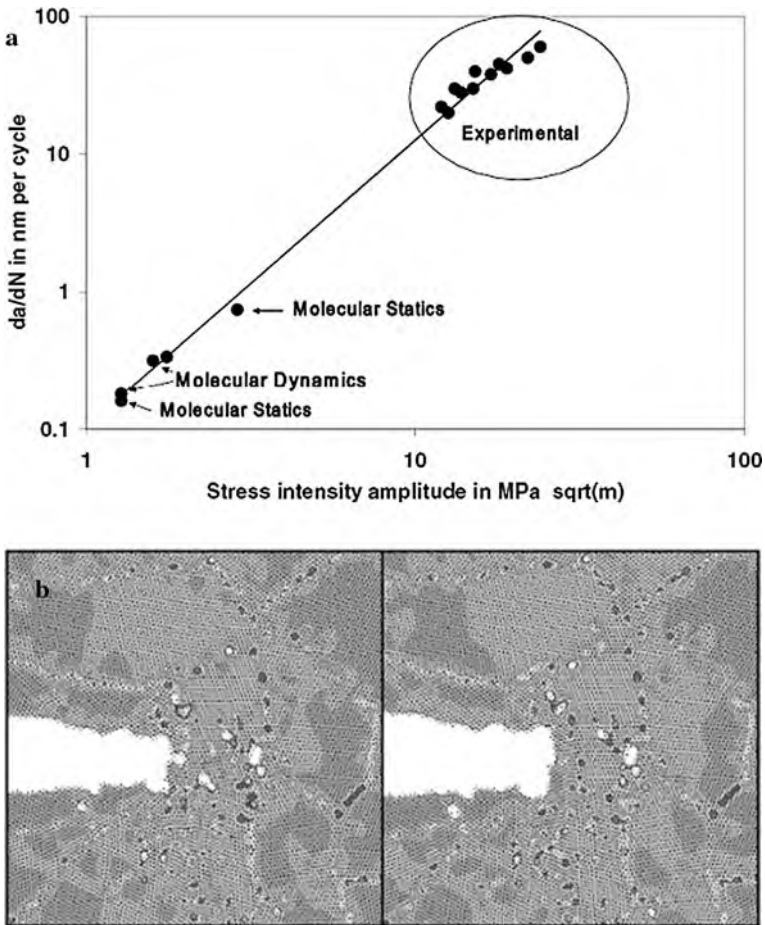 a
100
10
1
0.1
da/dN in nm per cycle
Experimental
Molecular Statics
Molecular Dynamics
Molecular Statics
1
10
100
Stress intensity amplitude in MPa sqrt(m)
b